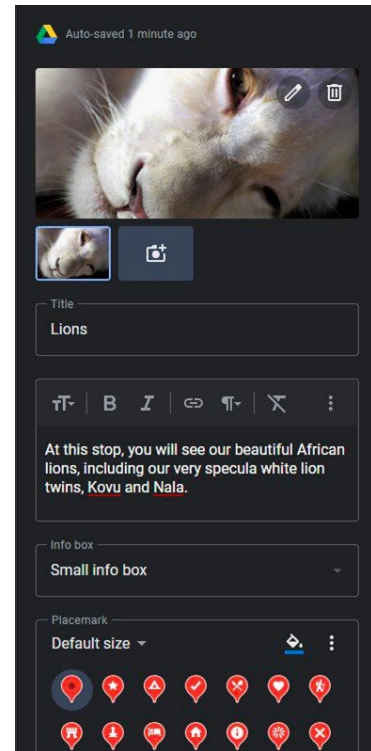 Auto-saved 1 minute ago
Title
Lions
At this stop, you will see our beautiful African
lions, including our very specula white lion
twins, Kovu and Nala.
Info box
Small info box
Placemark
Default size